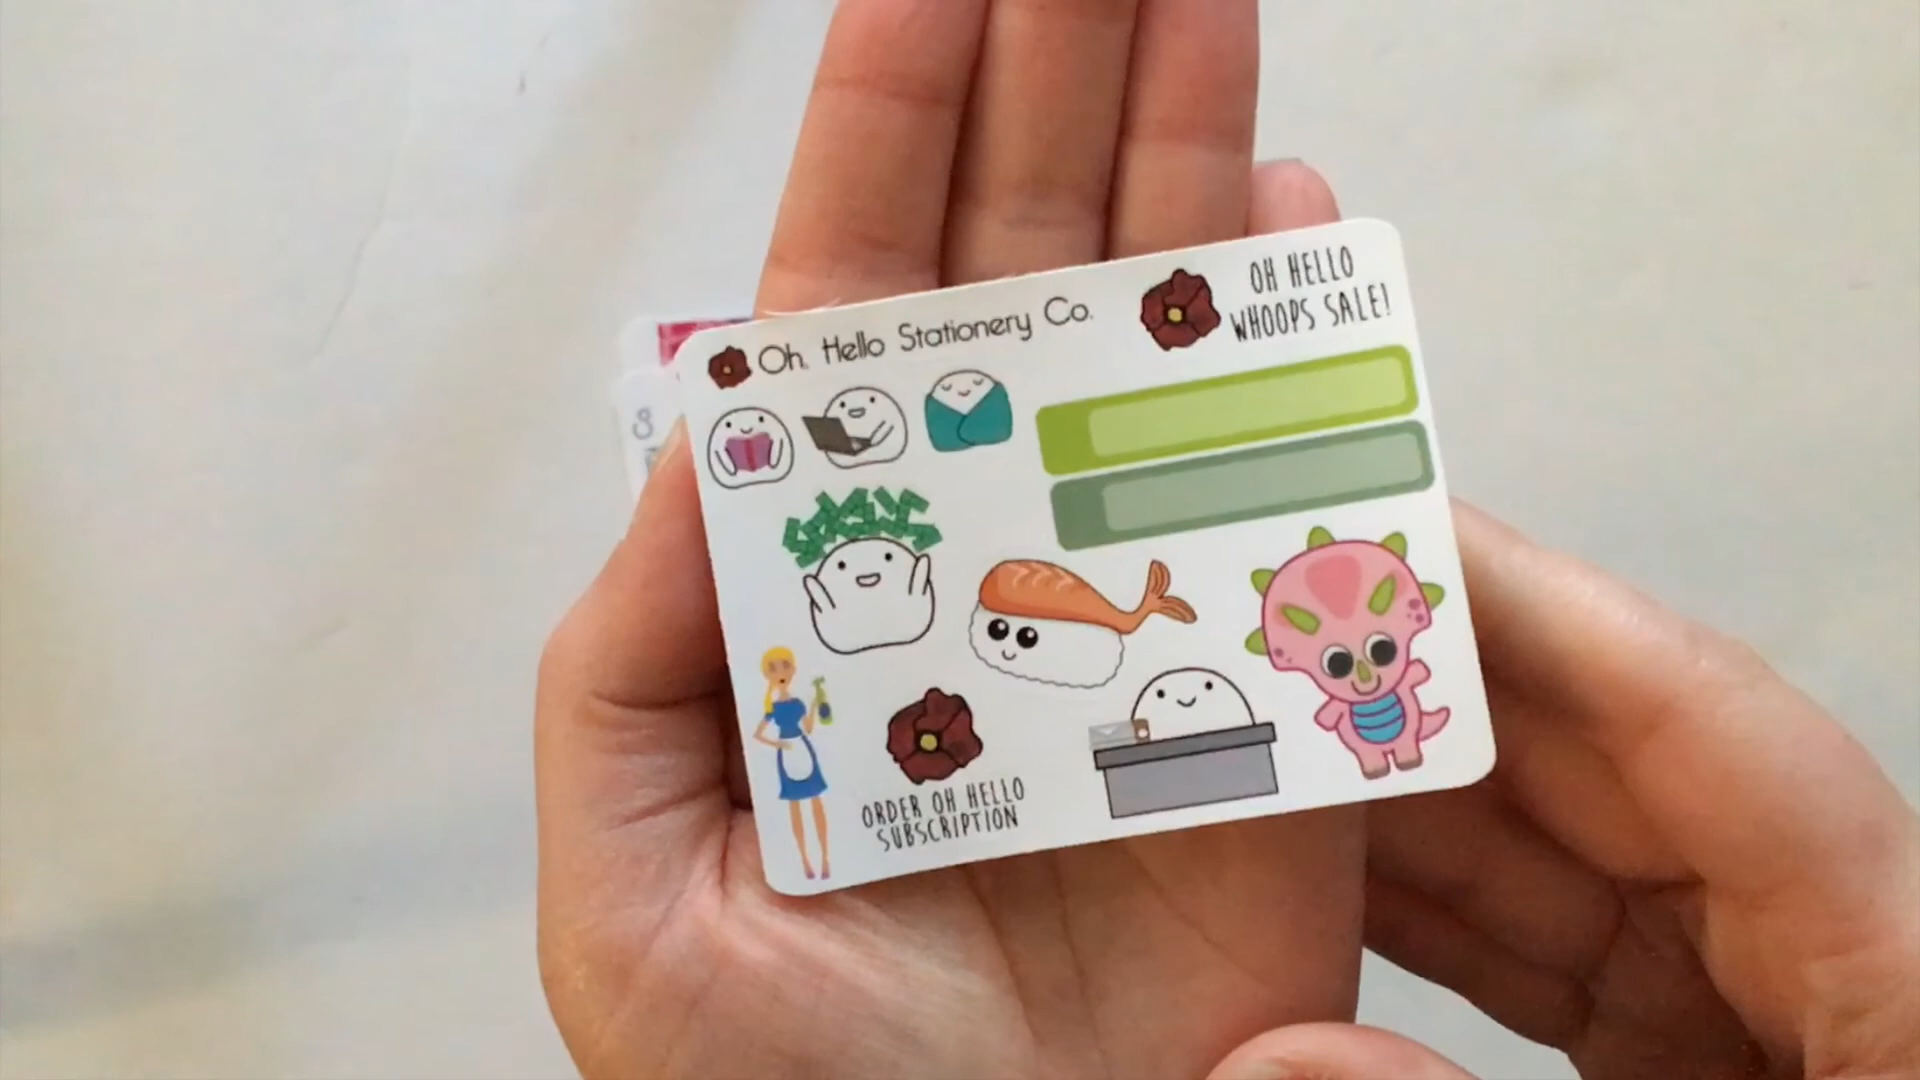 Oh, Hello Stationery Co.
OH HELLO
WHOOPS SALE!
ORDER OH HELLO
SUBSCRIPTION